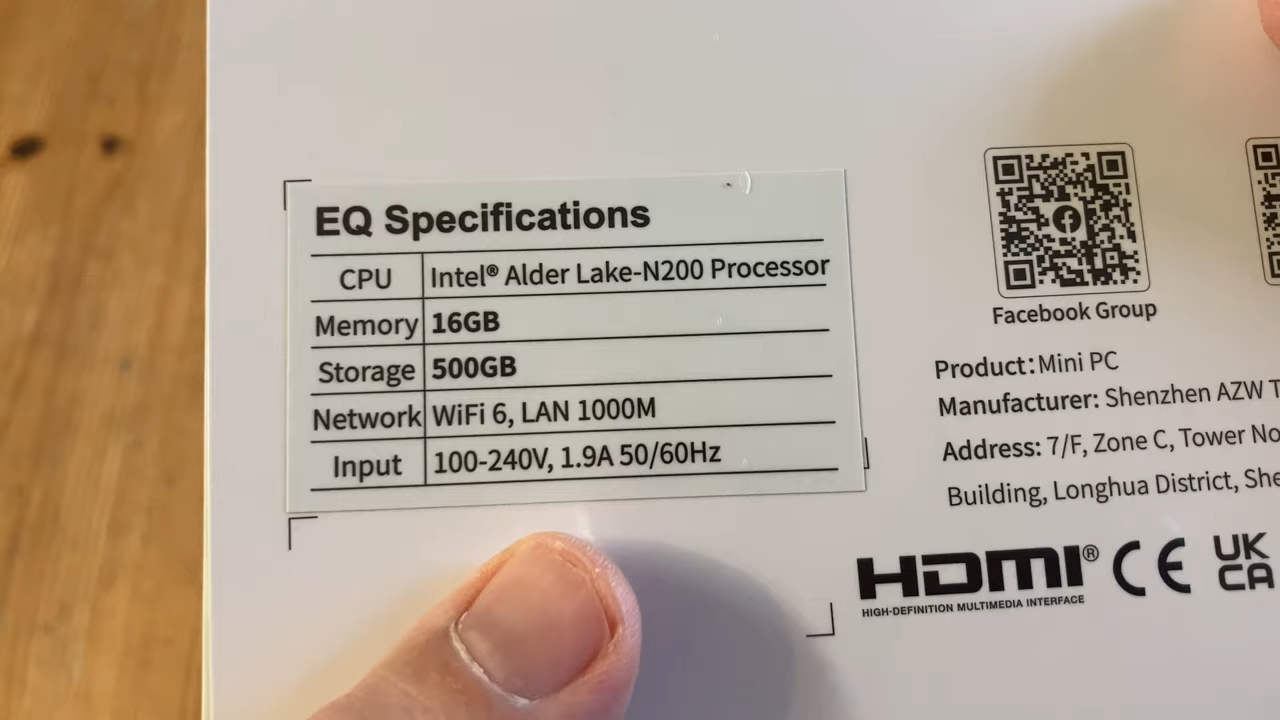 EQ Specifications
CPU Intel® Alder Lake-N200 Processor
Memory 16GB
Storage 500GB
Network WiFi 6, LAN 1000M
Input 100-240V, 1.9A 50/60Hz
Facebook Group
Product:Mini PC
Manufacturer: Shenzhen AZW
Address: 7/F, Zone C, Tower
Building, Longhua District,
HDMI®
HIGH-DEFINITION MULTIMEDIA INTERFACE
CE
UK
CA